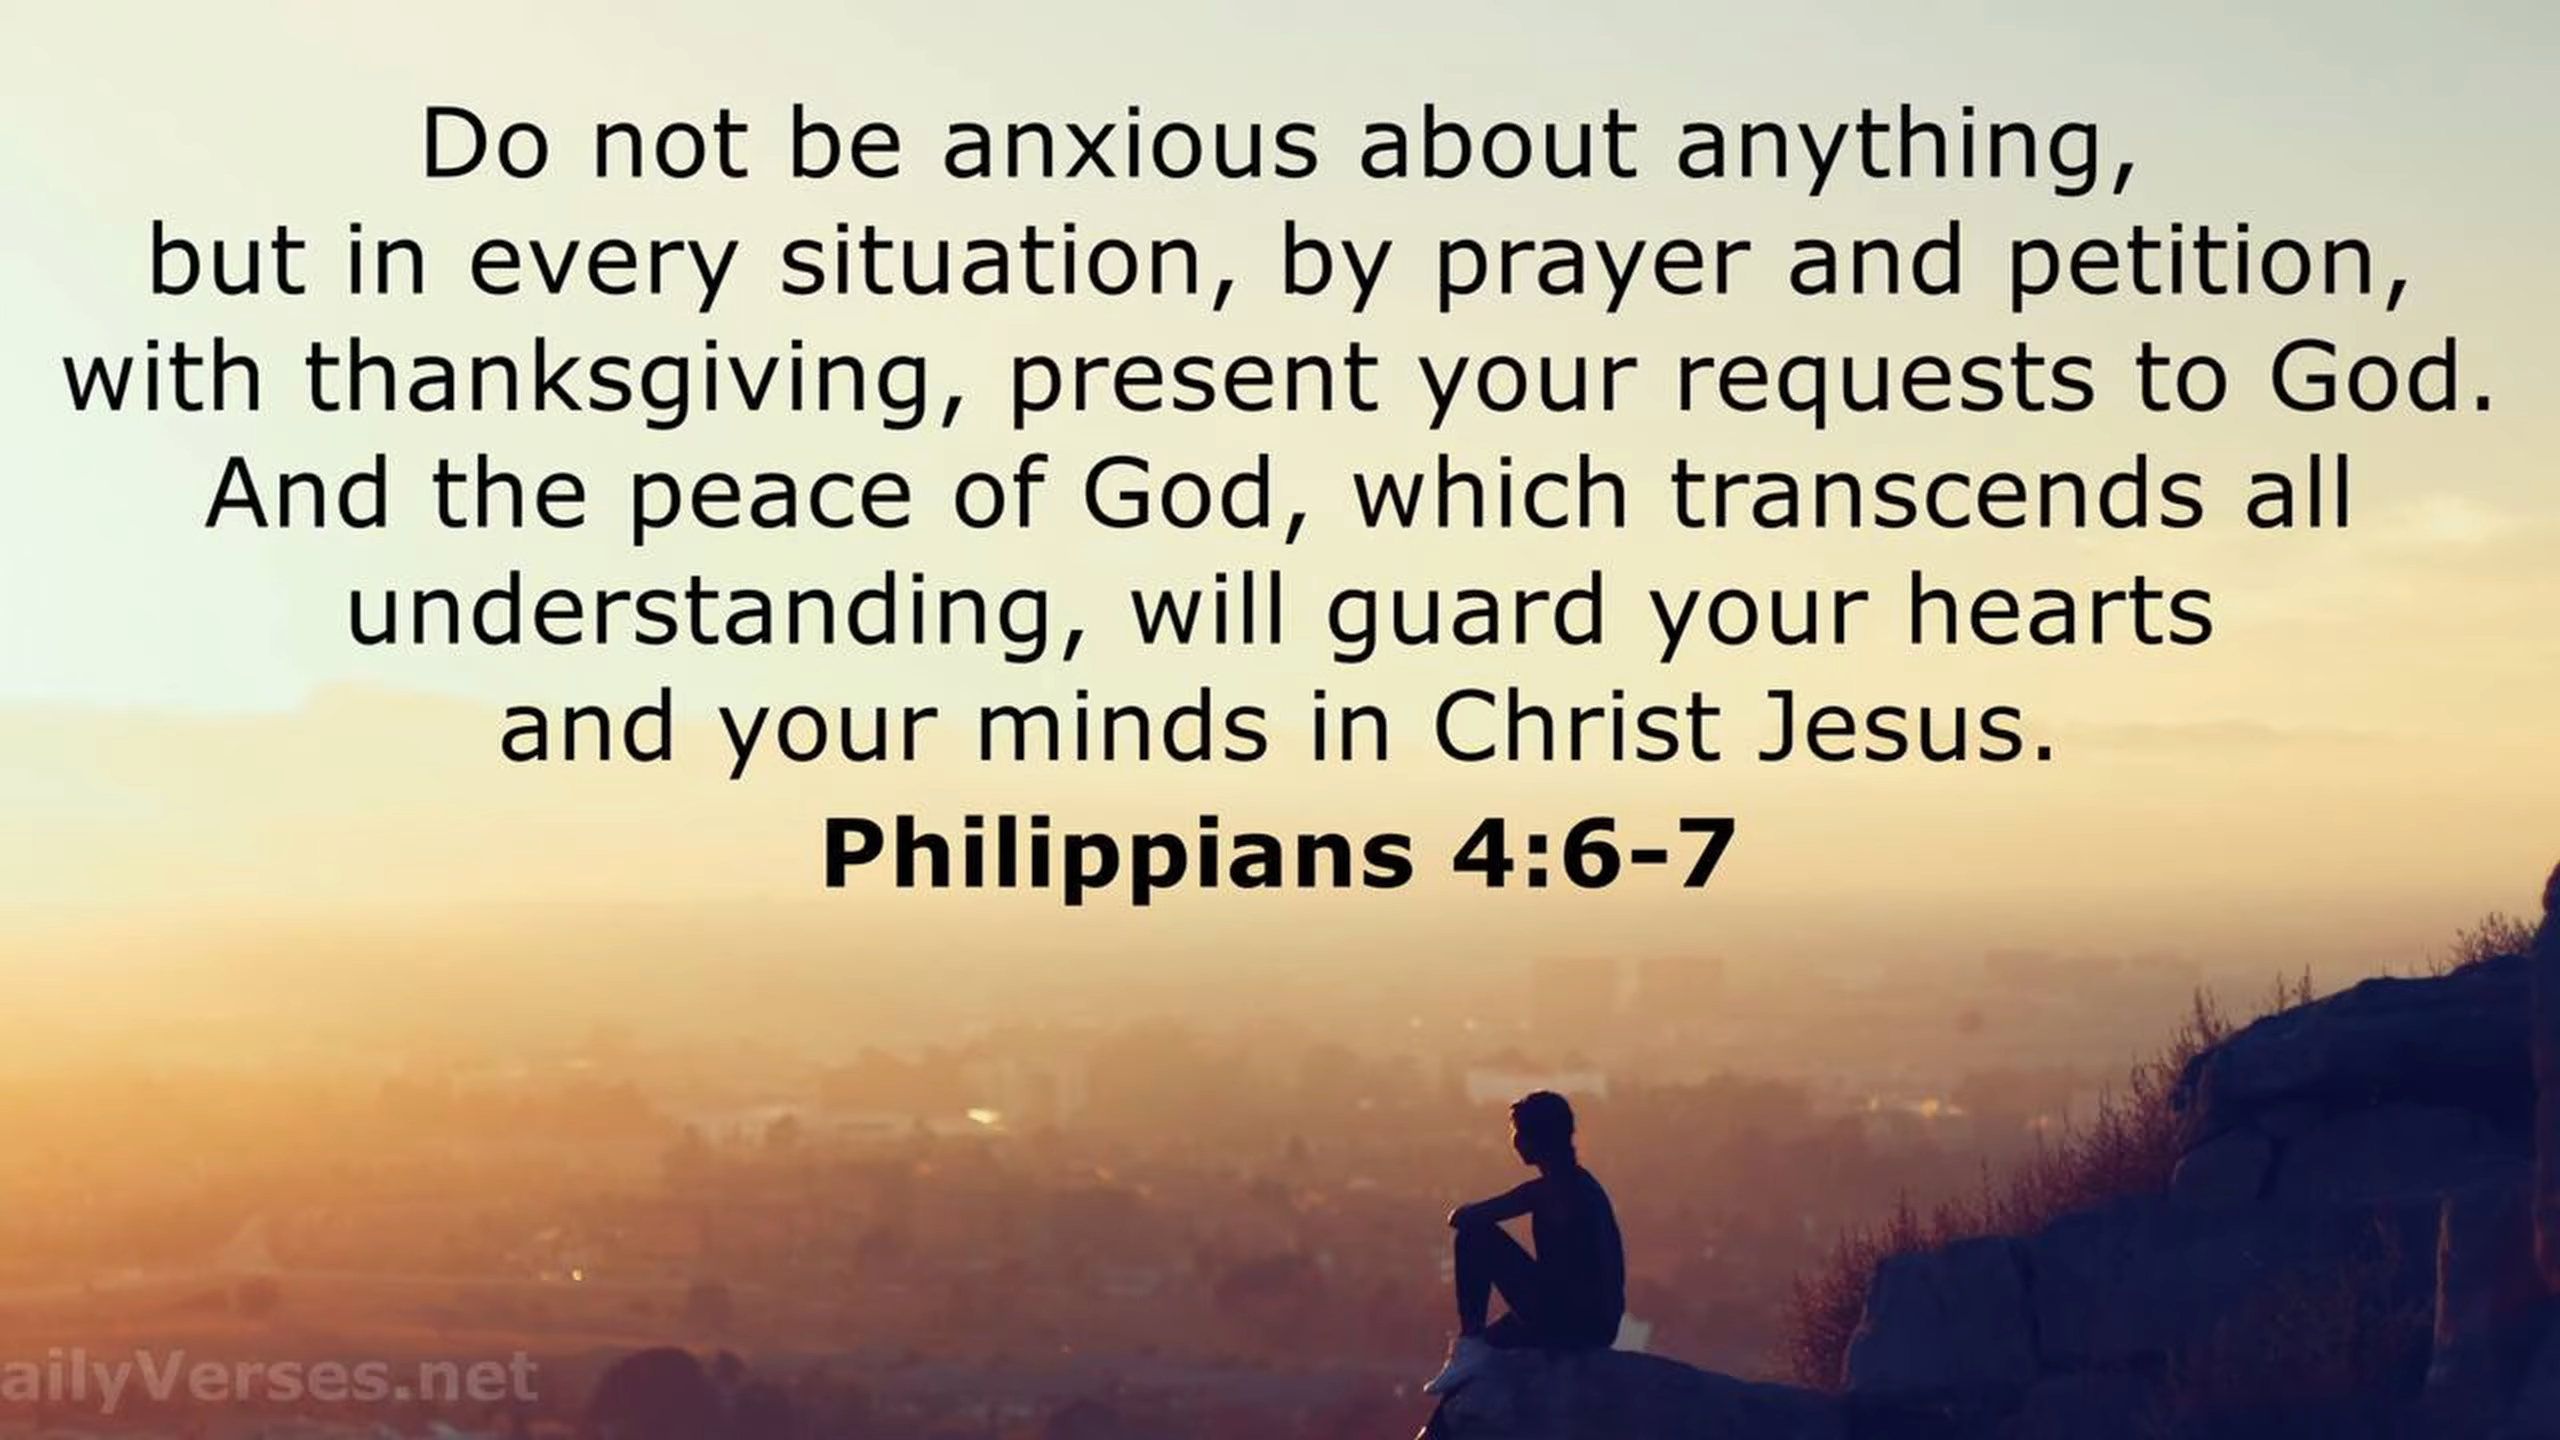 Do not be anxious about anything,
but in every situation, by prayer and petition,
with thanksgiving, present your requests to God.
And the peace of God, which transcends all
understanding, will guard your hearts
and your minds in Christ Jesus.
Philippians 4:6-7
ailyVerses.net